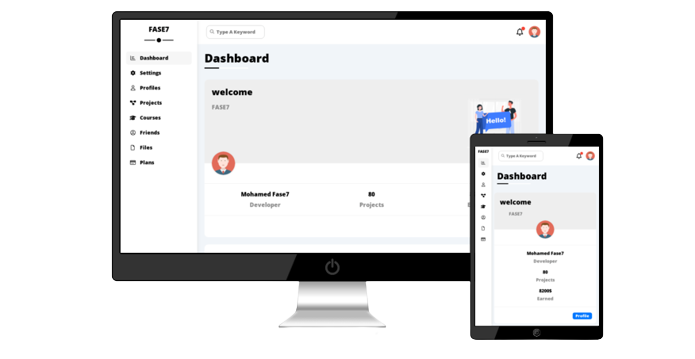 FASE7
Type A Keyword
Dashboard
Settings
Profiles
Projects
Courses
Friends
Files
Plans
Dashboard
welcome
FASE7
Hello!
Mohamed Fase7
Developer
80
Projects
FASE7
Type A Keyword
Dashboard
welcome
FASE7
Mohamed Fase7
Developer
80
Projects
8200$
Earned
Profile